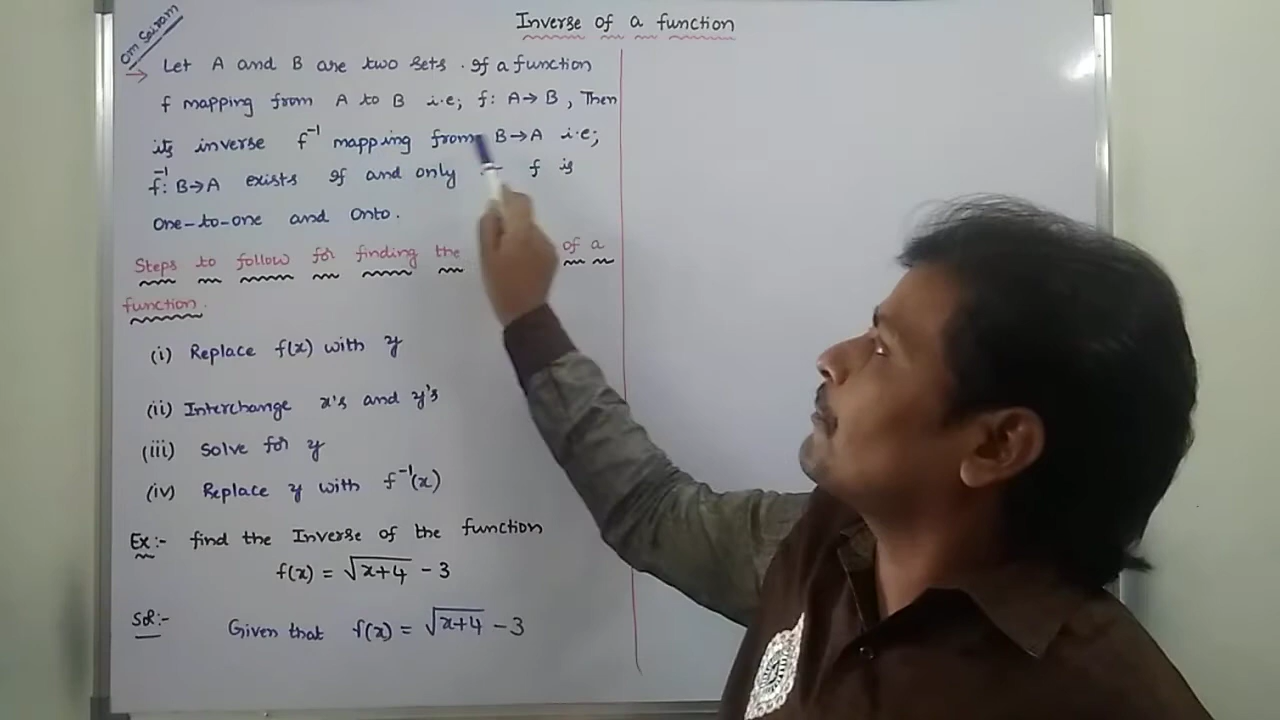 Inverse of a function
Om Sairam
→ Let A and B are two sets. If a function
f mapping from A to B i.e; f: A→B, Then
its inverse f⁻¹ mapping from B→A i.e;
f⁻¹: B→A exists If and only f is
one-to-one and onto.
Steps to follow for finding the of a
function.
(i) Replace f(x) with y
(ii) Interchange x's and y's
(iii) Solve for y
(iv) Replace y with f⁻¹(x)
Ex:- find the Inverse of the function
f(x) = √(x+4) - 3
Sol:- Given that f(x) = √(x+4) - 3